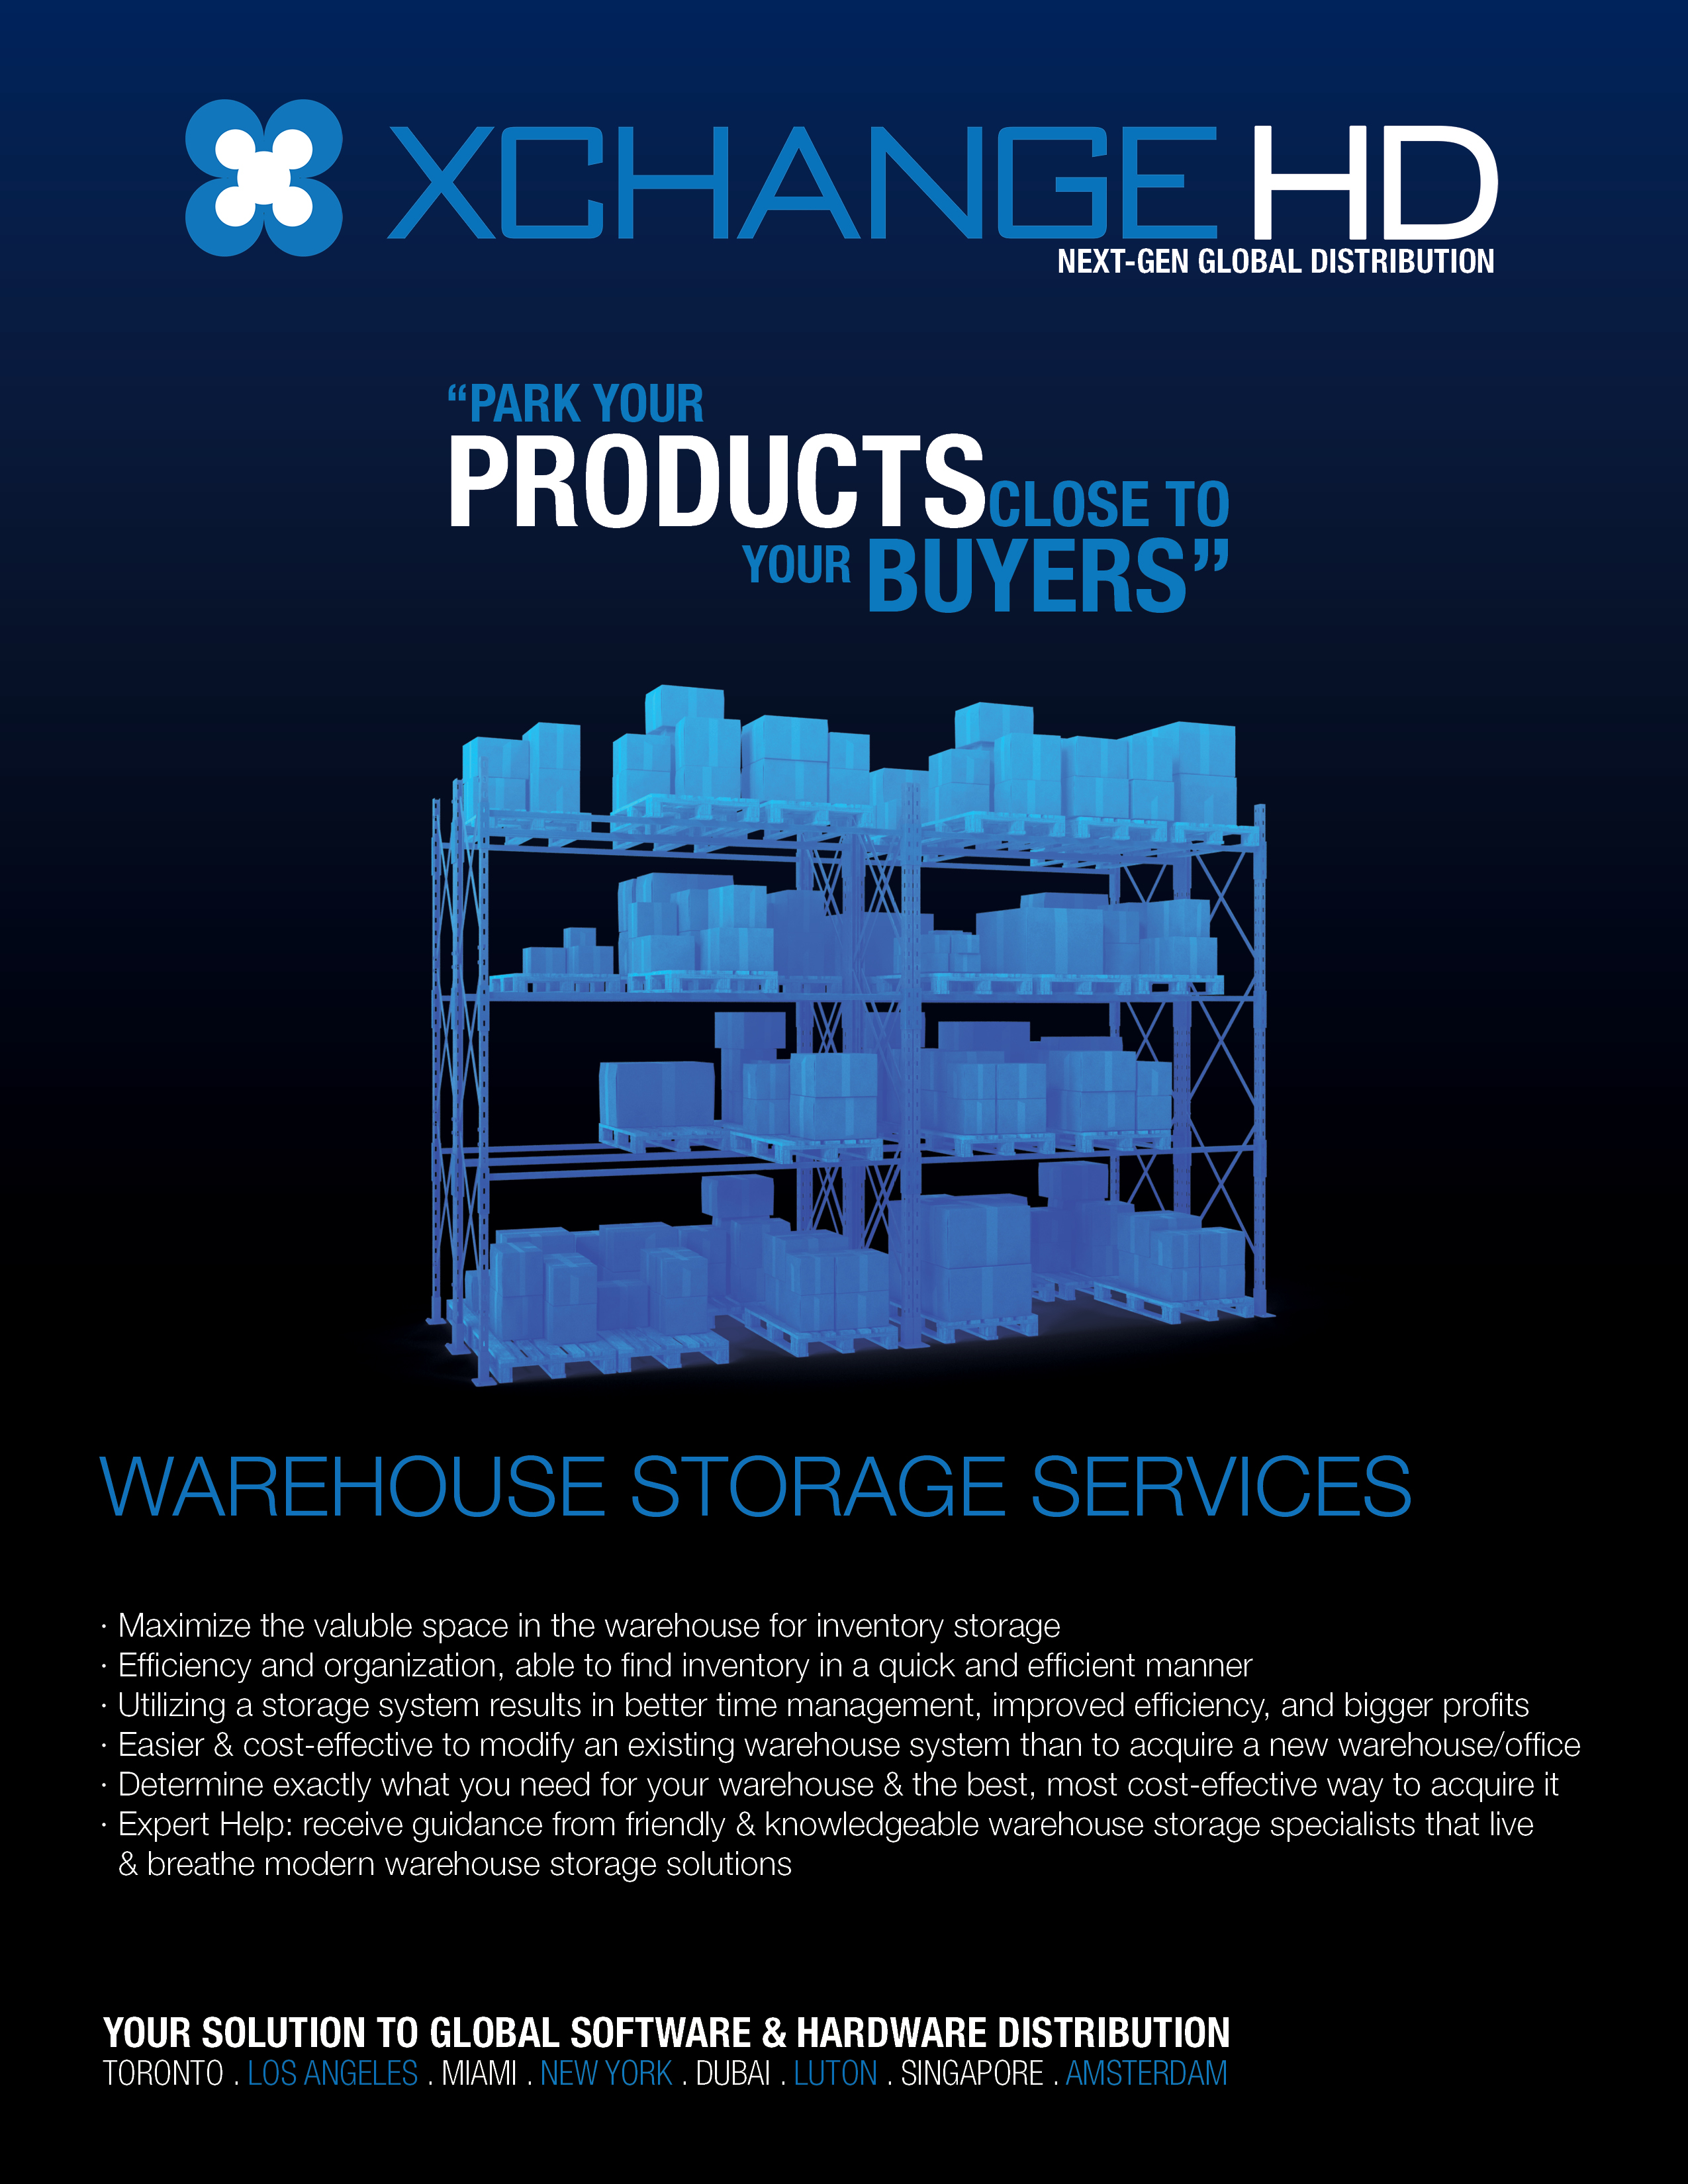 XCHANGE HD
NEXT-GEN GLOBAL DISTRIBUTION
“PARK YOUR
PRODUCTS CLOSE TO
YOUR BUYERS”
WAREHOUSE STORAGE SERVICES
· Maximize the valuble space in the warehouse for inventory storage
· Efficiency and organization, able to find inventory in a quick and efficient manner
· Utilizing a storage system results in better time management, improved efficiency, and bigger profits
· Easier & cost-effective to modify an existing warehouse system than to acquire a new warehouse/office
· Determine exactly what you need for your warehouse & the best, most cost-effective way to acquire it
· Expert Help: receive guidance from friendly & knowledgeable warehouse storage specialists that live
& breathe modern warehouse storage solutions
YOUR SOLUTION TO GLOBAL SOFTWARE & HARDWARE DISTRIBUTION
TORONTO . LOS ANGELES . MIAMI . NEW YORK . DUBAI . LUTON . SINGAPORE . AMSTERDAM